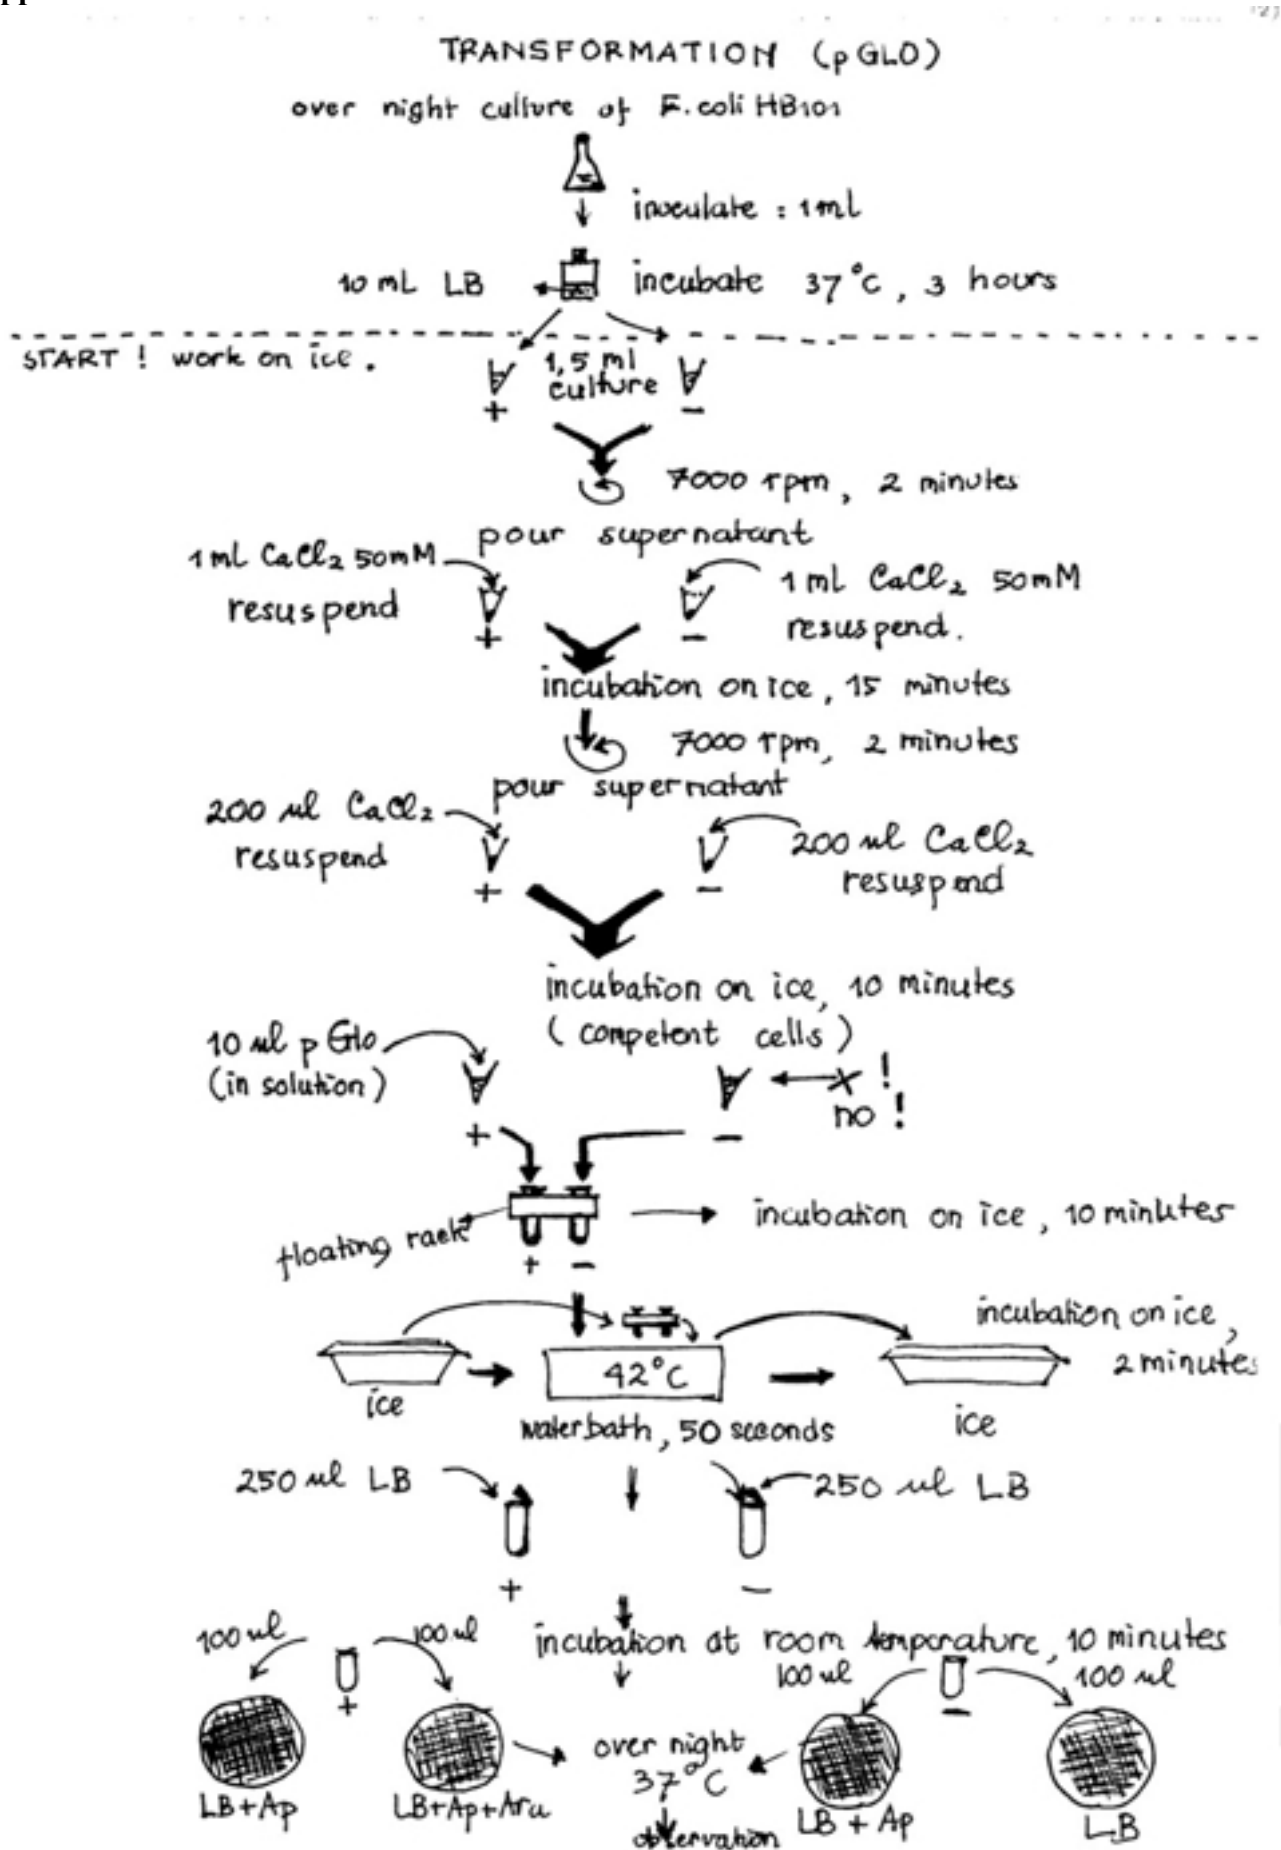 TRANSFORMATION (pGLO)
over night culture of E.coli HB101
inoculate : 1 ml
10 mL LB
incubate 37°C, 3 hours
START ! work on ice.
1,5 ml
culture
+
-
7000 rpm, 2 minutes
pour supernatant
1 mL CaCl2 50mM
resuspend
1 mL CaCl2 50mM
resuspend.
+
-
incubation on ice, 15 minutes
7000 rpm, 2 minutes
pour supernatant
200 ul CaCl2
resuspend
200 ul CaCl2
resuspend
+
-
incubation on ice, 10 minutes
(competent cells)
10 ul pGlo
(in solution)
!
no !
+
-
floating rack
incubation on ice, 10 minutes
+
-
incubation on ice,
2 minutes
ice
42°C
ice
waterbath, 50 seconds
250 ul LB
250 ul LB
+
-
incubation at room temperature, 10 minutes
100 ul
100 ul
100 ul
100 ul
+
-
over night
37°C
observation
LB+Ap
LB+Ap+Ara
LB + Ap
LB